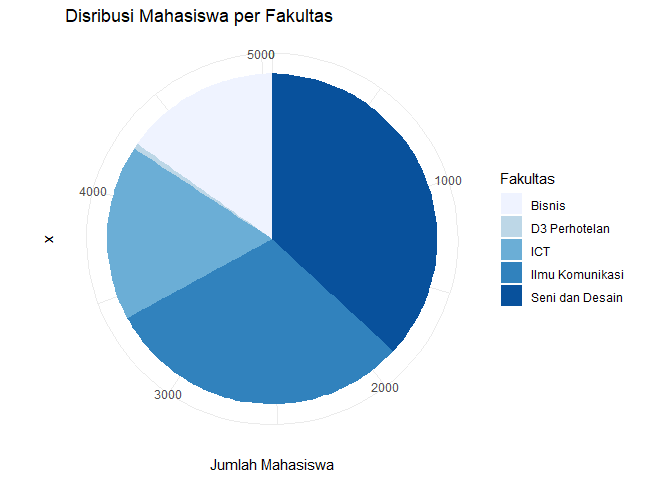 Disribusi Mahasiswa per Fakultas
5000
1000
4000
x
3000
2000
Jumlah Mahasiswa
Fakultas
Bisnis
D3 Perhotelan
ICT
Ilmu Komunikasi
Seni dan Desain